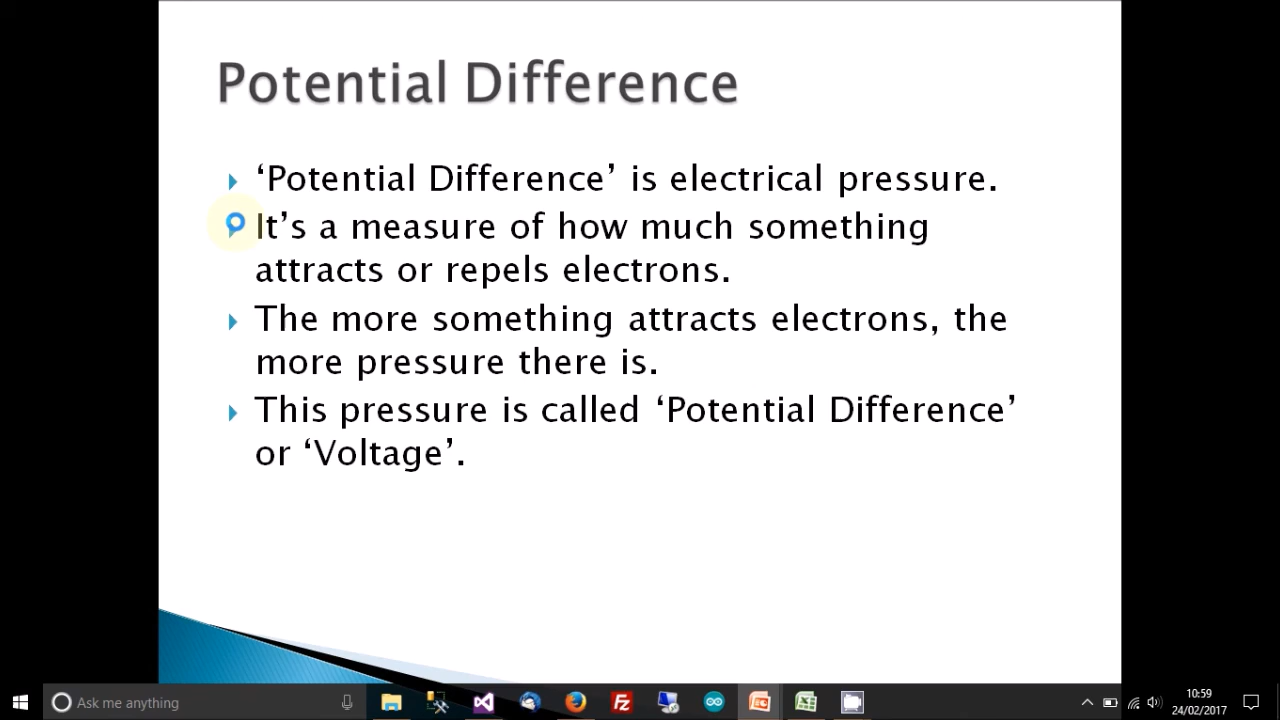 Potential Difference
‘Potential Difference’ is electrical pressure.
It’s a measure of how much something
attracts or repels electrons.
The more something attracts electrons, the
more pressure there is.
This pressure is called ‘Potential Difference’
or ‘Voltage’.
Ask me anything
10:59
24/02/2017